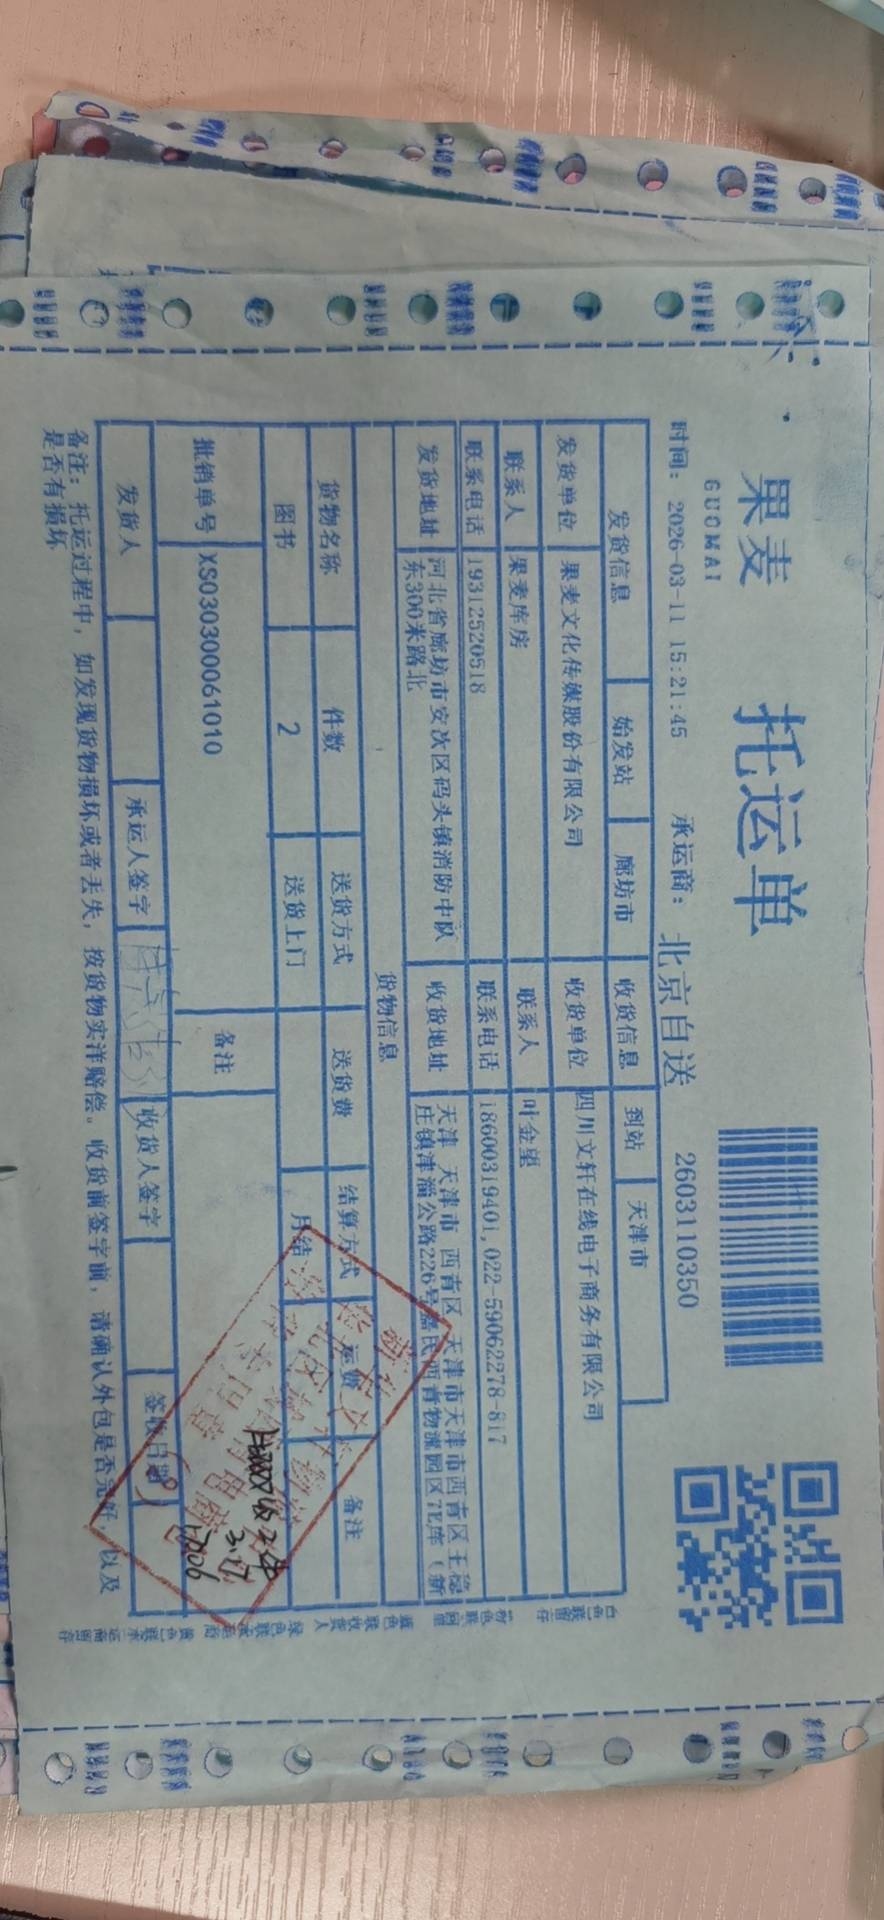 果麦
GUOMAI
托运单
时间: 2026-03-11 15:21:45 承运商: 北京自送 2603110350
发货信息 始发站 廊坊市 收货信息 到站 天津市
发货单位 果麦文化传媒股份有限公司 收货单位 四川文轩在线电子商务有限公司
联系人 果麦库房 联系人 叶金望
联系电话 19312520518 联系电话 18600319401,022-59062278-817
发货地址 河北省廊坊市安次区码头镇消防中队东300米路北 收货地址 天津 天津市 西青区 天津市天津市西青区王稳庄镇津淄公路226号嘉民西青物流园区7E库(新
货物信息
货物名称 件数 送货方式 送货费 结算方式 运费 备注
图书 2 送货上门 月结
批销单号 XS030300061010 备注
发货人 承运人签字 收货人签字 签收日期
备注: 托运过程中, 如发现货物损坏或者丢失, 按货物实洋赔偿。收货前签字前, 请确认外包是否完好, 以及
是否有损坏
3.17